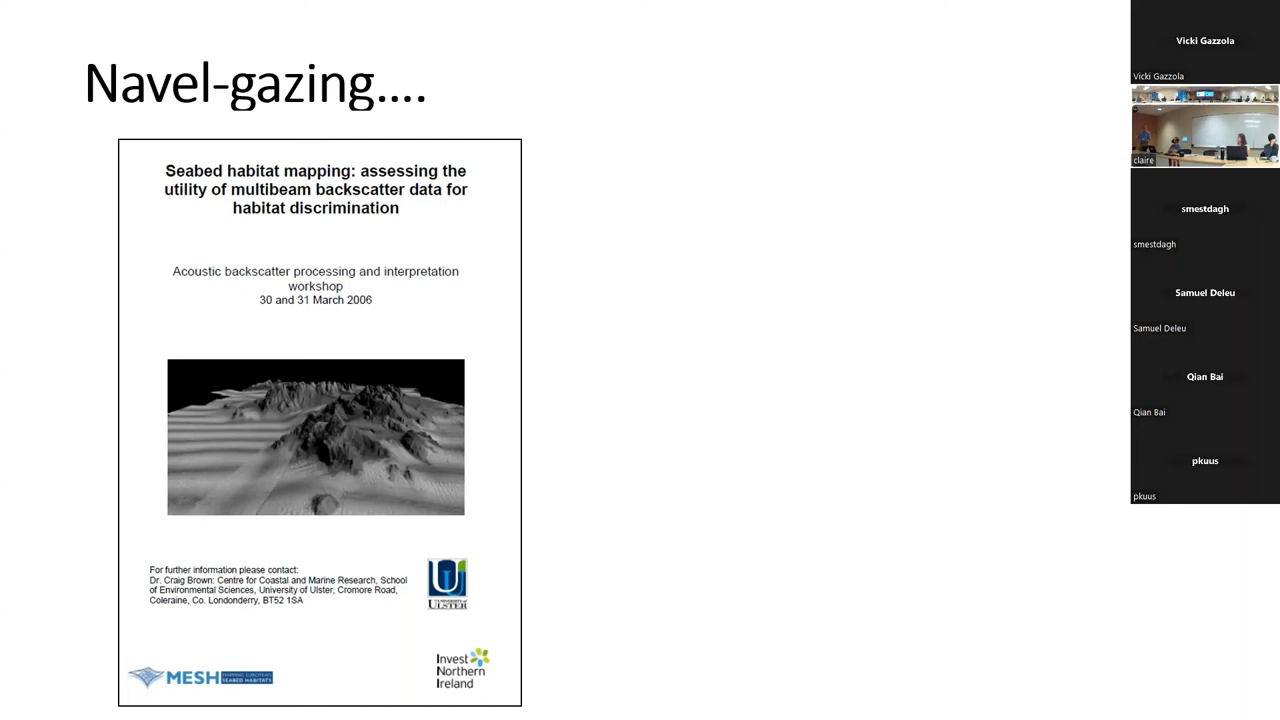 Navel-gazing....
Seabed habitat mapping: assessing the
utility of multibeam backscatter data for
habitat discrimination
Acoustic backscatter processing and interpretation
workshop
30 and 31 March 2006
For further information please contact:
Dr. Craig Brown: Centre for Coastal and Marine Research, School
of Environmental Sciences, University of Ulster, Cromore Road,
Coleraine, Co. Londonderry, BT52 1SA
UNIVERSITY of
ULSTER
MESH MAPPING EUROPEAN
SEABED HABITATS
Invest
Northern
Ireland
Vicki Gazzola
Vicki Gazzola
claire
smestdagh
smestdagh
Samuel Deleu
Samuel Deleu
Qian Bai
Qian Bai
pkuus
pkuus